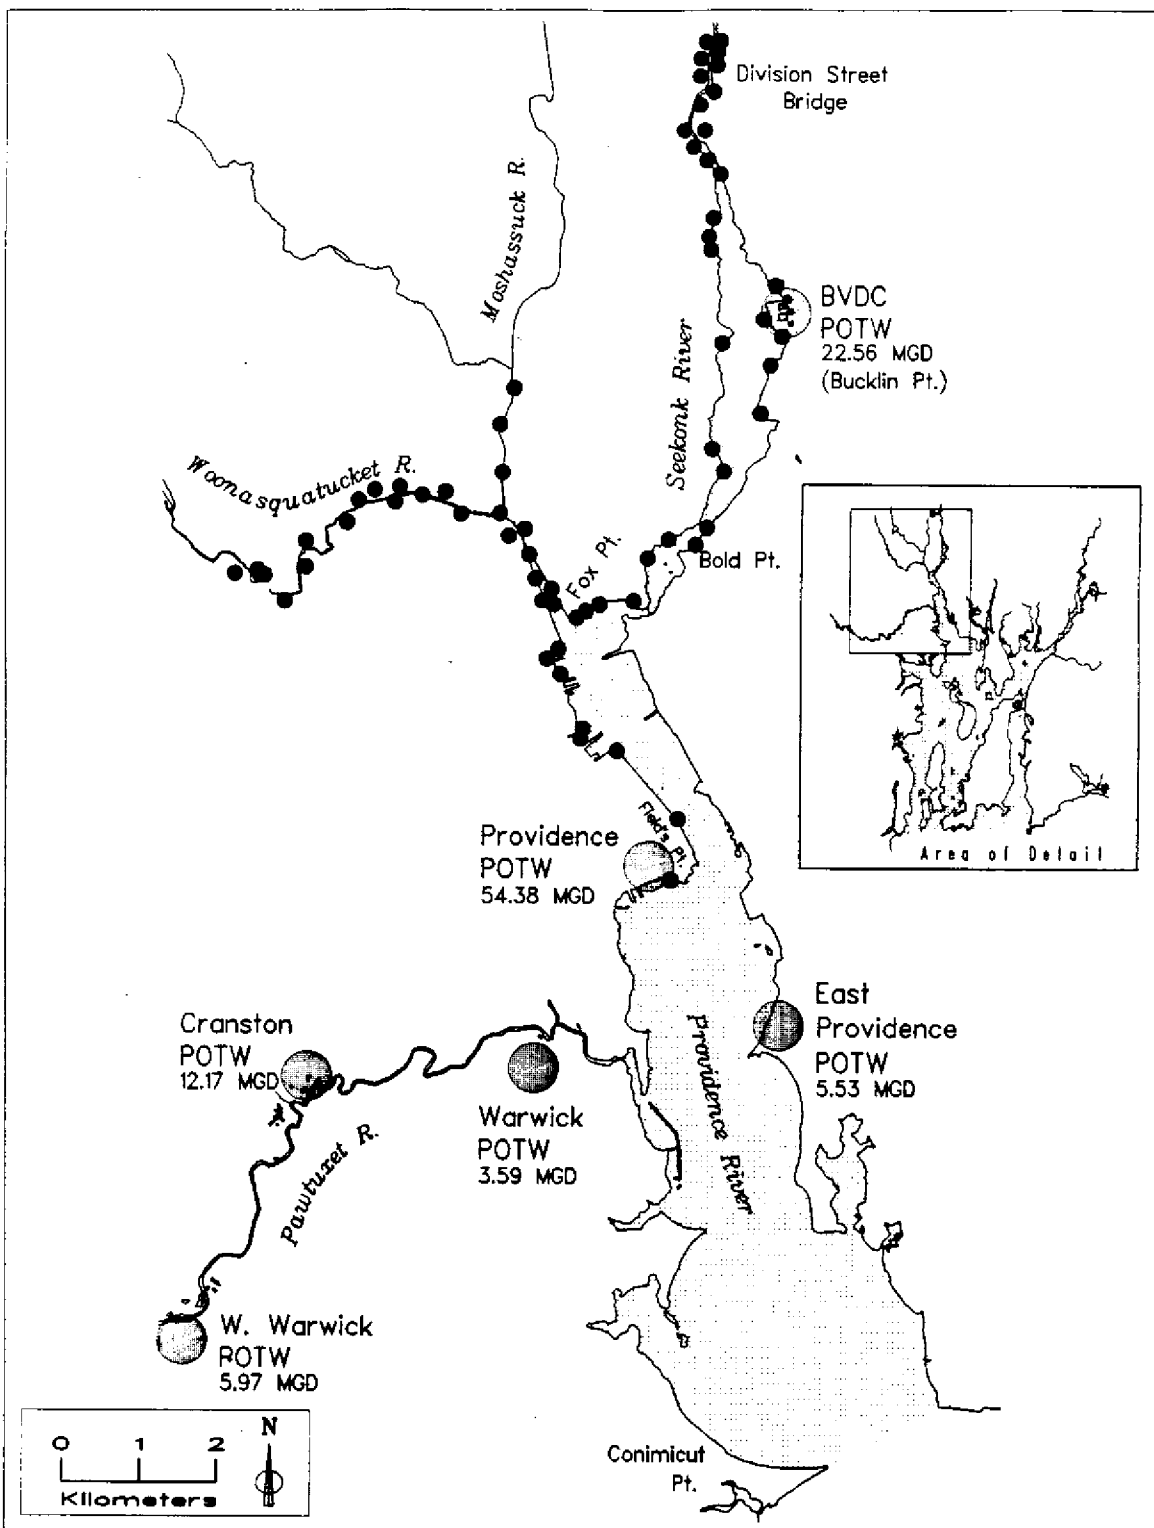 Division Street
Bridge
Moshassuck R.
BVDC
POTW
22.56 MGD
(Bucklin Pt.)
Seekonk River
Woonasquatucket R.
Fox Pt.
Bold Pt.
Area of Detail
Field's Pt.
Providence
POTW
54.38 MGD
East
Providence
POTW
5.53 MGD
Cranston
POTW
12.17 MGD
Providence River
Warwick
POTW
3.59 MGD
Pawtuxet R.
W. Warwick
POTW
5.97 MGD
N
0 1 2
Kilometers
Conimicut
Pt.